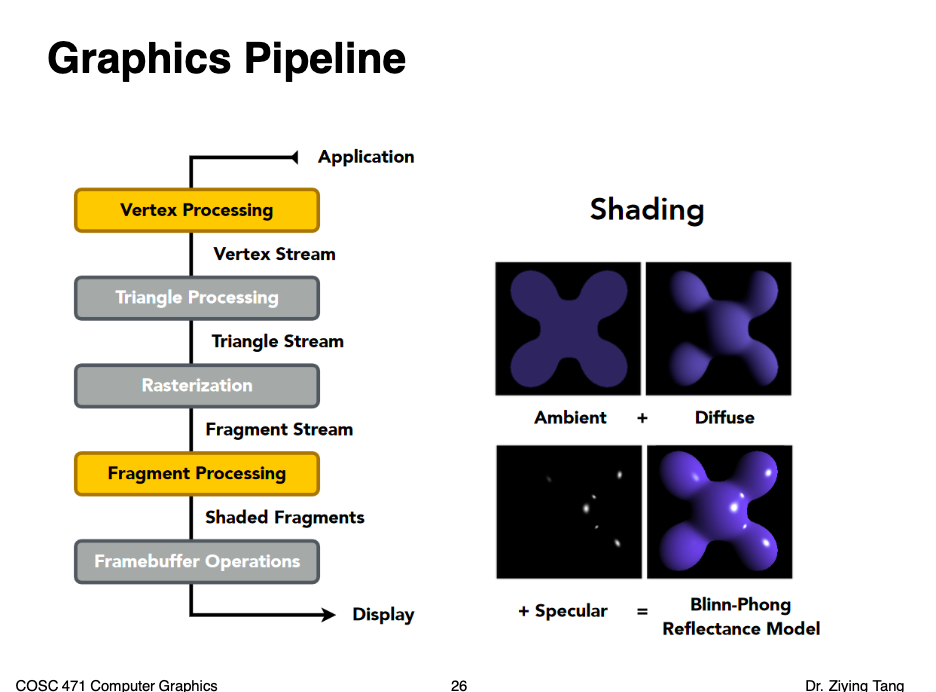 Graphics Pipeline
Application
Vertex Processing
Vertex Stream
Triangle Processing
Triangle Stream
Rasterization
Fragment Stream
Fragment Processing
Shaded Fragments
Framebuffer Operations
Display
Shading
Ambient + Diffuse
+ Specular = Blinn-Phong
Reflectance Model
COSC 471 Computer Graphics
26
Dr. Ziying Tang